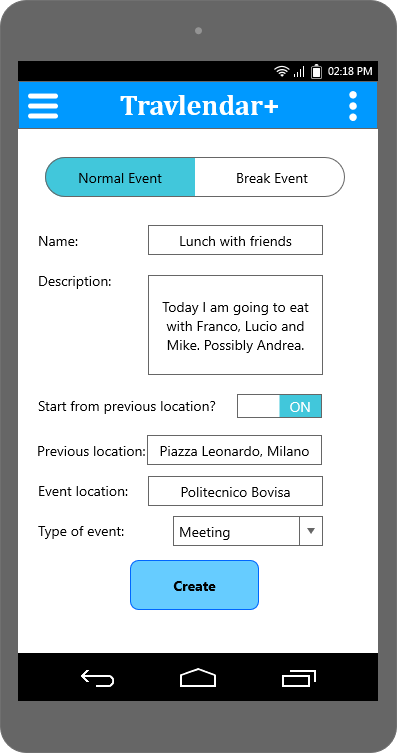 02:18 PM
Travlendar+
Normal Event Break Event
Name: Lunch with friends
Description:
Today I am going to eat
with Franco, Lucio and
Mike. Possibly Andrea.
Start from previous location? ON
Previous location: Piazza Leonardo, Milano
Event location: Politecnico Bovisa
Type of event: Meeting
Create